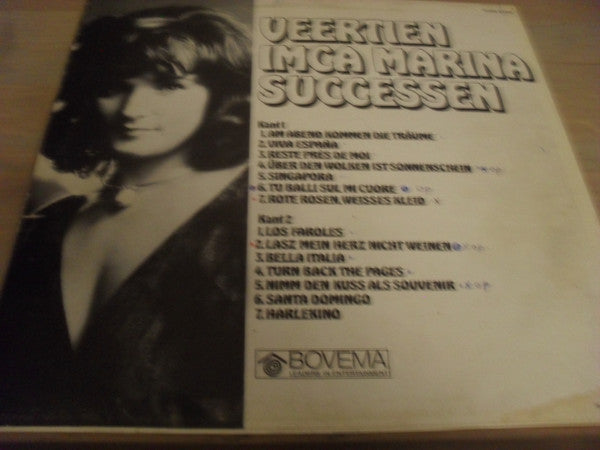 VEERTIEN
IMCA MARINA
SUCCESSEN
Kant 1
1. AM ABEND KOMMEN DIE TRÄUME
2. VIVA ESPAÑA
3. RESTE PRES DE MOI
4. ÜBER DEN WOLKEN IST SONNENSCHEIN
5. SINGAPORA
6. TU BALLI SUL MI CUORE
7. ROTE ROSEN, WEISSES KLEID
Kant 2
1. LOS FAROLES
2. LASZ MEIN HERZ NICHT WEINEN
3. BELLA ITALIA
4. TURN BACK THE PAGES
5. NIMM DEN KUSS ALS SOUVENIR
6. SANTA DOMINGO
7. HARLEKINO
BOVEMA
LEADERS IN ENTERTAINMENT!